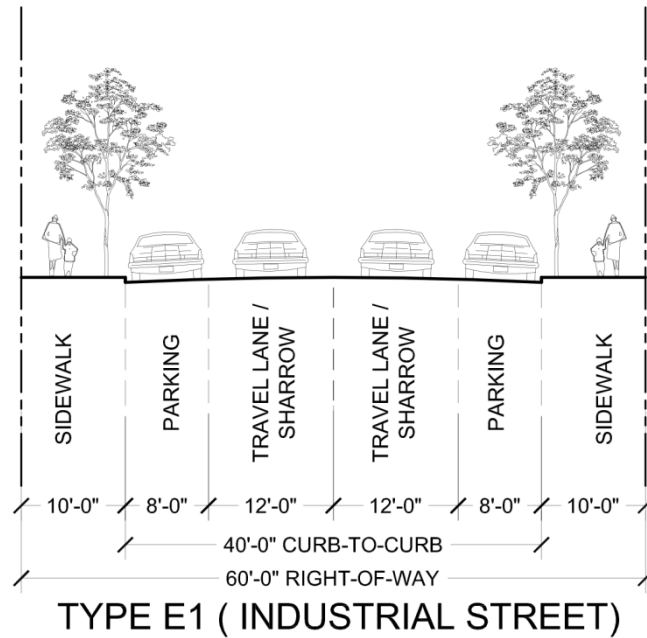 SIDEWALK
PARKING
TRAVEL LANE /
SHARROW
TRAVEL LANE /
SHARROW
PARKING
SIDEWALK
10'-0" 8'-0" 12'-0" 12'-0" 8'-0" 10'-0"
40'-0" CURB-TO-CURB
60'-0" RIGHT-OF-WAY
TYPE E1 ( INDUSTRIAL STREET)